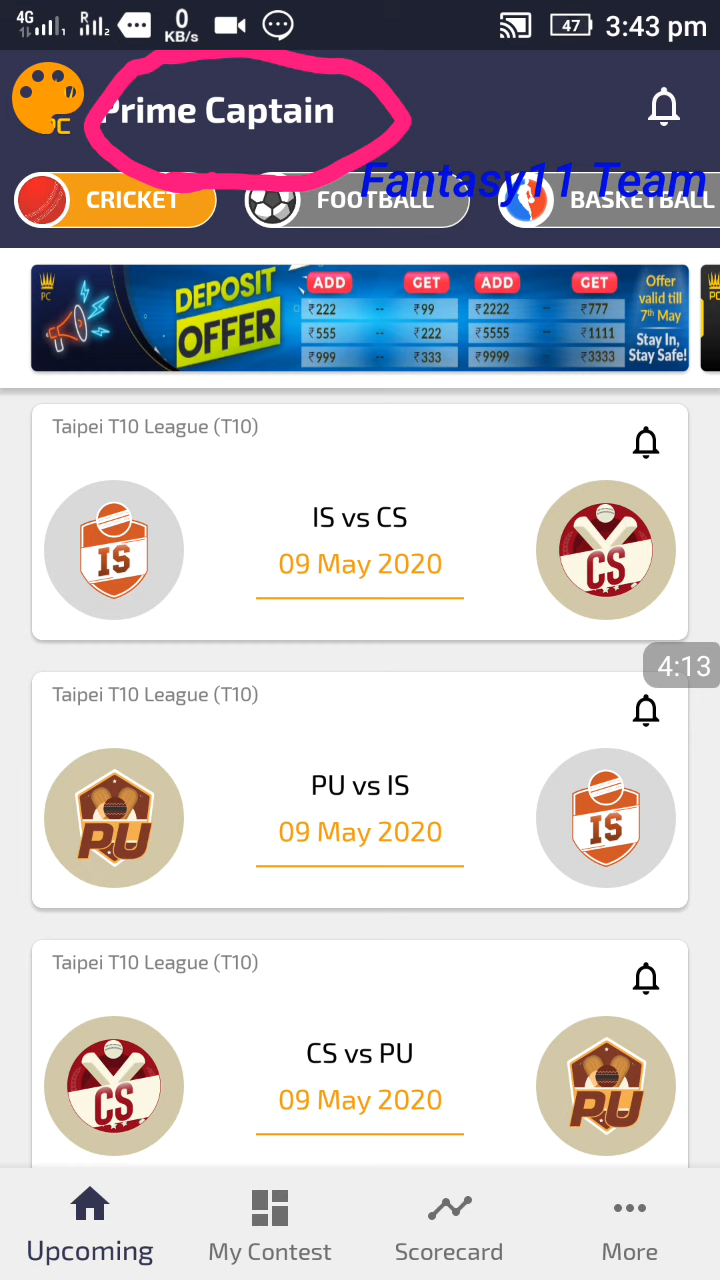 4G
R
1
2
0
KB/s
47
3:43 pm
PC
Prime Captain
Fantasy11 Team
CRICKET
FOOTBALL
BASKETBALL
PC
DEPOSIT
OFFER
ADD GET ADD GET
₹222 -- ₹99 ₹2222 -- ₹777
₹555 -- ₹222 ₹5555 -- ₹1111
₹999 -- ₹333 ₹9999 -- ₹3333
Offer
valid till
7th May
Stay In,
Stay Safe!
Taipei T10 League (T10)
IS
IS vs CS
09 May 2020
CS
4:13
Taipei T10 League (T10)
PU
PU vs IS
09 May 2020
IS
Taipei T10 League (T10)
CS
CS vs PU
09 May 2020
PU
Upcoming
My Contest
Scorecard
More